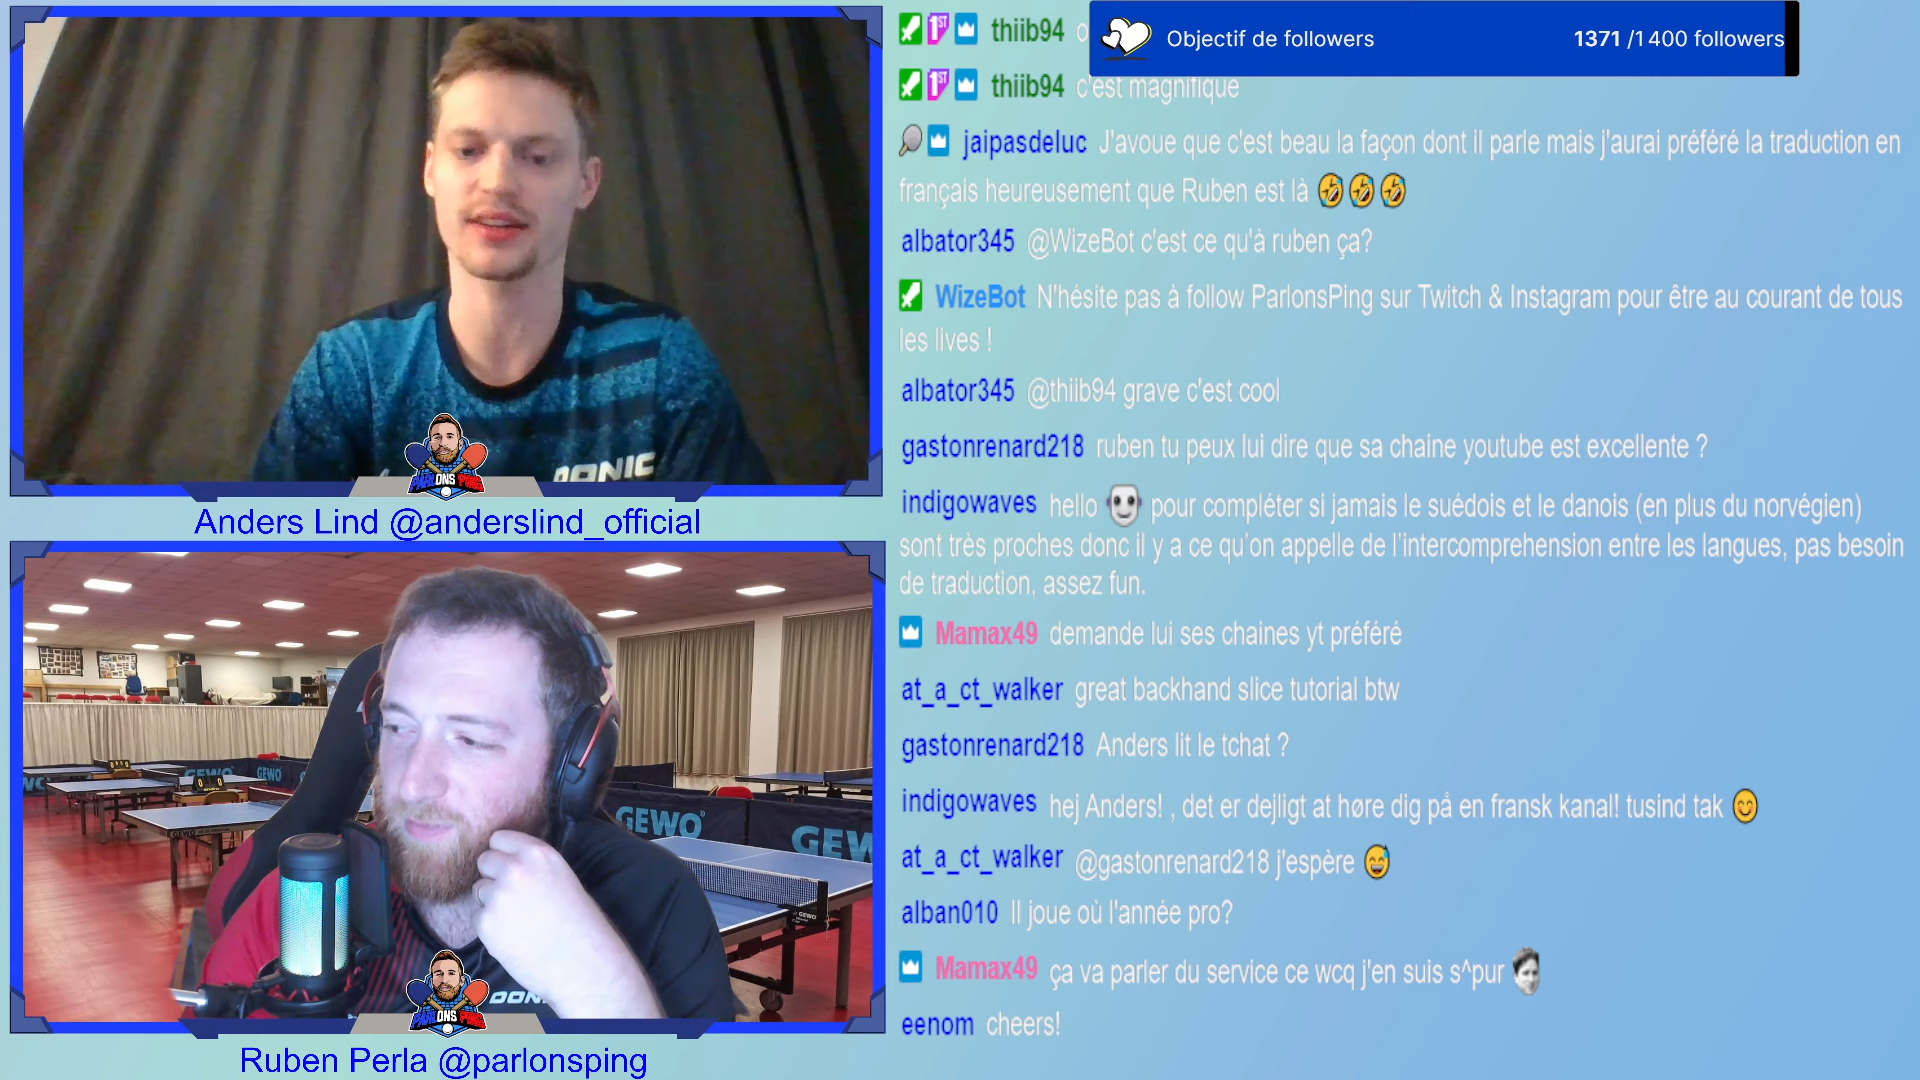 thiib94
Objectif de followers
1371 /1 400 followers
thiib94 c'est magnifique
jaipasdeluc J'avoue que c'est beau la façon dont il parle mais j'aurai préféré la traduction en
français heureusement que Ruben est là 🤣🤣🤣
albator345 @WizeBot c'est ce qu'à ruben ça?
WizeBot N'hésite pas à follow ParlonsPing sur Twitch & Instagram pour être au courant de tous
les lives !
albator345 @thiib94 grave c'est cool
gastonrenard218 ruben tu peux lui dire que sa chaine youtube est excellente ?
indigowaves hello pour compléter si jamais le suédois et le danois (en plus du norvégien)
sont très proches donc il y a ce qu'on appelle de l'intercomprehension entre les langues, pas besoin
de traduction, assez fun.
Mamax49 demande lui ses chaines yt préféré
at_a_ct_walker great backhand slice tutorial btw
gastonrenard218 Anders lit le tchat ?
indigowaves hej Anders! , det er dejligt at høre dig på en fransk kanal! tusind tak 😊
at_a_ct_walker @gastonrenard218 j'espère 😅
alban010 Il joue où l'année pro?
Mamax49 ça va parler du service ce wcq j'en suis s^pur
eenom cheers!
DONIC
PARLONS PING
Anders Lind @anderslind_official
GEWO
GEWO
GEWO
GEWO
GEWO
PARLONS PING
Ruben Perla @parlonsping